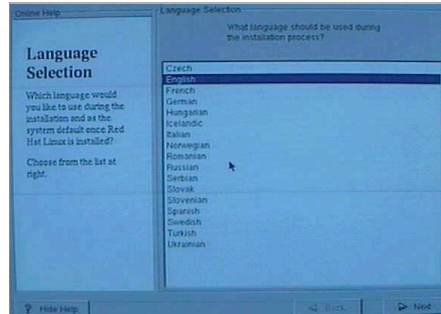 Online Help
Language Selection
Language
Selection
Which language would
you like to use during the
installation and as the
system default once Red
Hat Linux is installed?
Choose from the list at
right.
What language should be used during
the installation process?
Czech
English
French
German
Hungarian
Icelandic
Italian
Norwegian
Romanian
Russian
Serbian
Slovak
Slovenian
Spanish
Swedish
Turkish
Ukrainian
? Hide Help
Back
Next